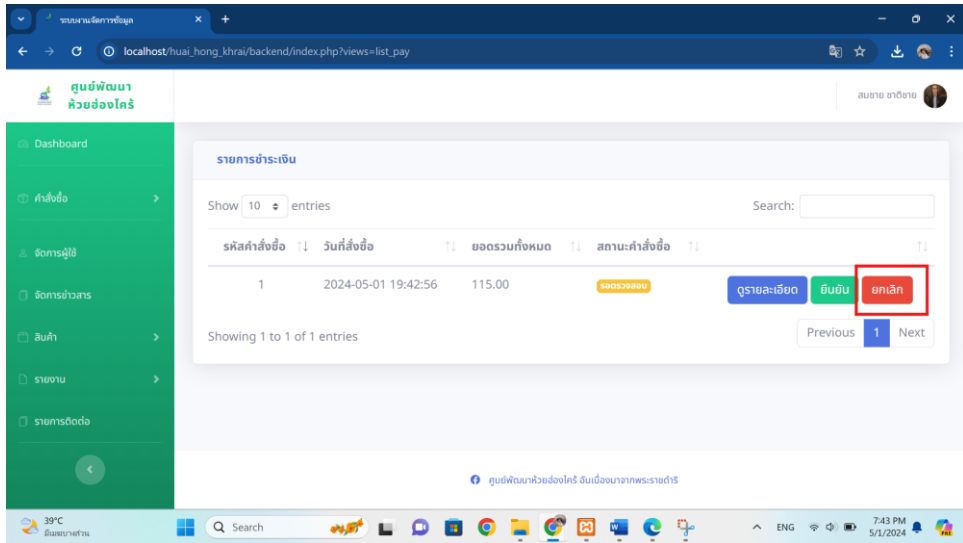 ระบบงานจัดการข้อมูล
localhost/huai_hong_khrai/backend/index.php?views=list_pay
ศูนย์พัฒนา
ห้วยฮ่องไคร้
สมชาย ชาติชาย
Dashboard
รายการชำระเงิน
คำสั่งซื้อ
Show 10 entries
Search:
รหัสคำสั่งซื้อ วันที่สั่งซื้อ ยอดรวมทั้งหมด สถานะคำสั่งซื้อ
จัดการผู้ใช้
1 2024-05-01 19:42:56 115.00 รอตรวจสอบ ดูรายละเอียด ยืนยัน ยกเลิก
จัดการข่าวสาร
Showing 1 to 1 of 1 entries
Previous 1 Next
สินค้า
รายงาน
รายการติดต่อ
ศูนย์พัฒนาห้วยฮ่องไคร้ อันเนื่องมาจากพระราชดำริ
39°C
มีเมฆบางส่วน
Search
ENG
7:43 PM
5/1/2024
PRE